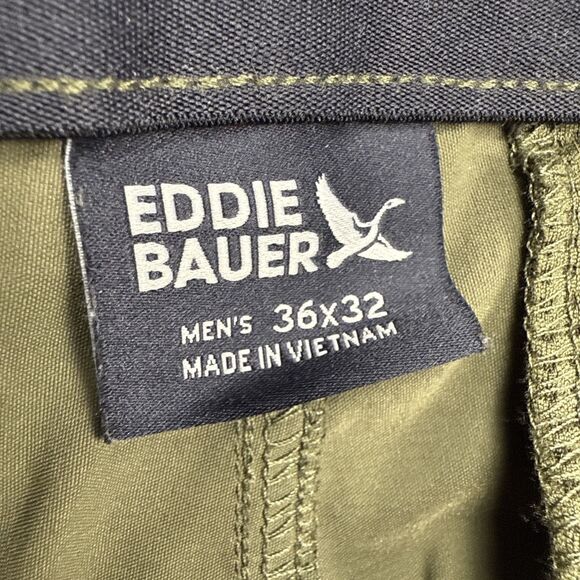 EDDIE
BAUER
MEN'S 36X32
MADE IN VIETNAM